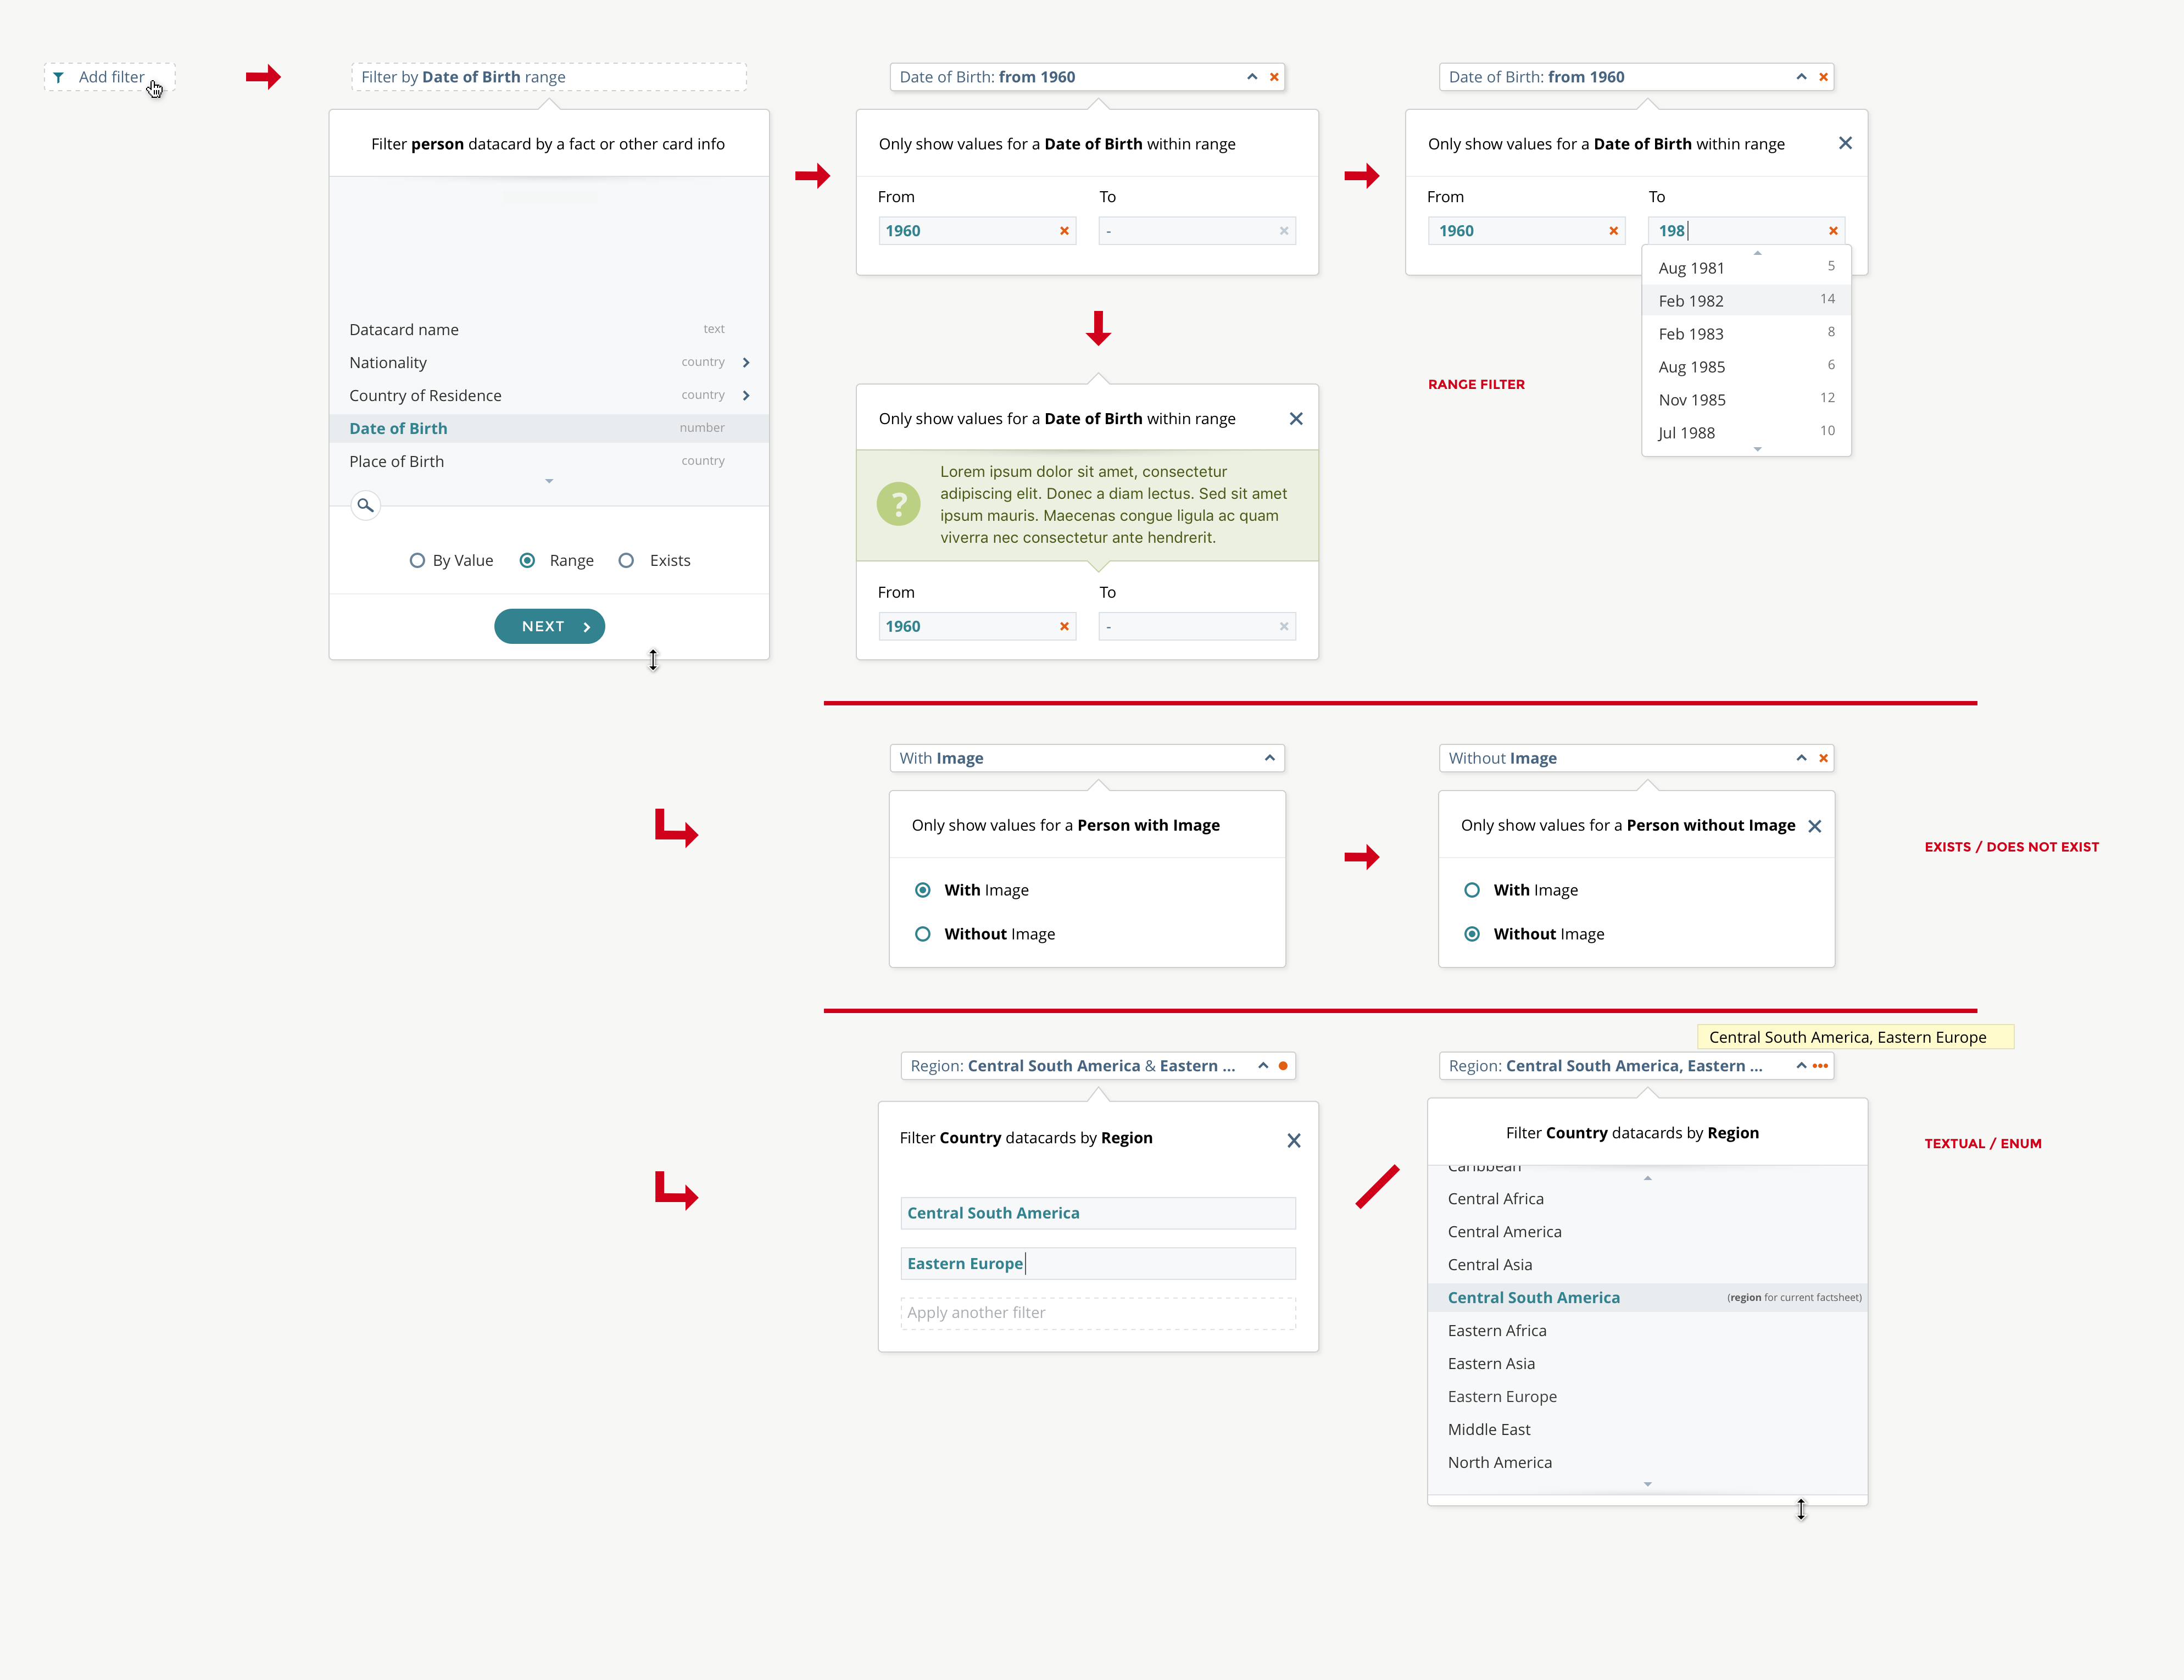 Add filter
Filter by Date of Birth range
Filter person datacard by a fact or other card info
Datacard name text
Nationality country
Country of Residence country
Date of Birth number
Place of Birth country
By Value Range Exists
NEXT
Date of Birth: from 1960
Only show values for a Date of Birth within range
From To
1960 -
Date of Birth: from 1960
Only show values for a Date of Birth within range
From To
1960 198
Aug 1981 5
Feb 1982 14
Feb 1983 8
Aug 1985 6
Nov 1985 12
Jul 1988 10
RANGE FILTER
Only show values for a Date of Birth within range
?
Lorem ipsum dolor sit amet, consectetur
adipiscing elit. Donec a diam lectus. Sed sit amet
ipsum mauris. Maecenas congue ligula ac quam
viverra nec consectetur ante hendrerit.
From To
1960 -
With Image
Only show values for a Person with Image
With Image
Without Image
Without Image
Only show values for a Person without Image
With Image
Without Image
EXISTS / DOES NOT EXIST
Region: Central South America & Eastern ...
Filter Country datacards by Region
Central South America
Eastern Europe
Apply another filter
Central South America, Eastern Europe
Region: Central South America, Eastern ...
Filter Country datacards by Region
Caribbean
Central Africa
Central America
Central Asia
Central South America (region for current factsheet)
Eastern Africa
Eastern Asia
Eastern Europe
Middle East
North America
TEXTUAL / ENUM